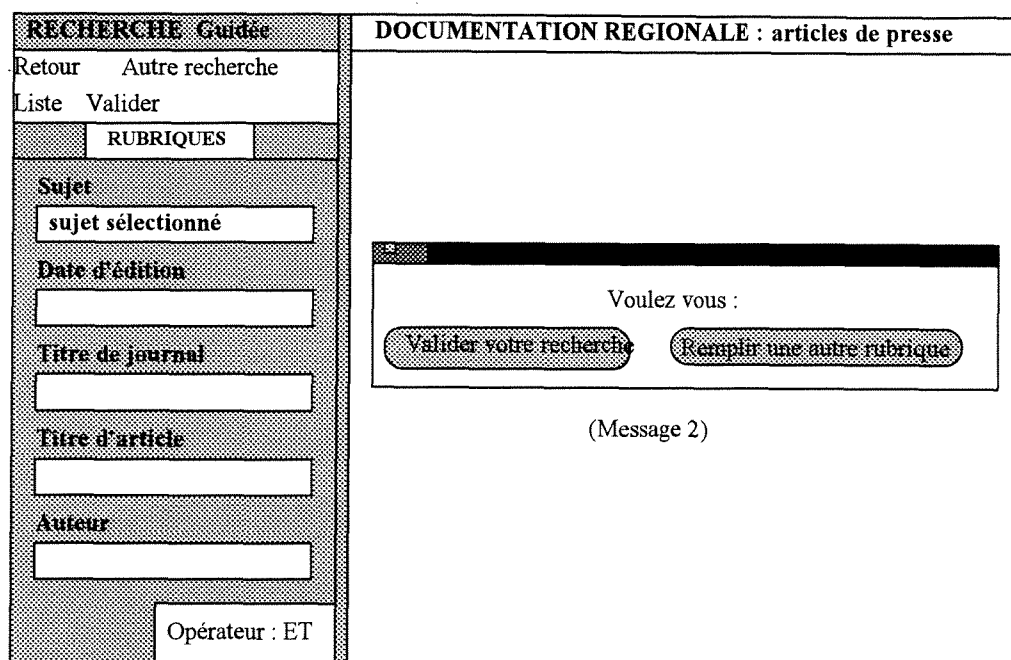 RECHERCHE Guidée
Retour Autre recherche
Liste Valider
RUBRIQUES
Sujet
sujet sélectionné
Date d'édition
Titre de journal
Titre d'article
Auteur
Opérateur : ET
DOCUMENTATION REGIONALE : articles de presse
Voulez vous :
Valider votre recherche
Remplir une autre rubrique
(Message 2)